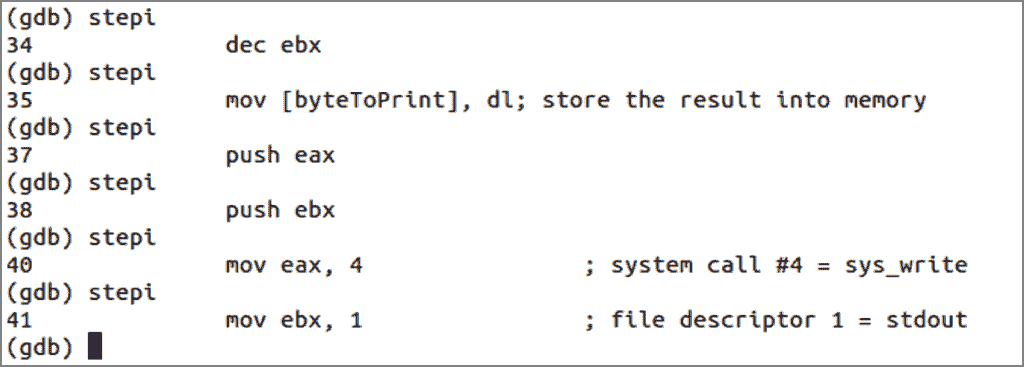 (gdb) stepi
34              dec ebx
(gdb) stepi
35              mov [byteToPrint], dl; store the result into memory
(gdb) stepi
37              push eax
(gdb) stepi
38              push ebx
(gdb) stepi
40              mov eax, 4                ; system call #4 = sys_write
(gdb) stepi
41              mov ebx, 1                ; file descriptor 1 = stdout
(gdb)